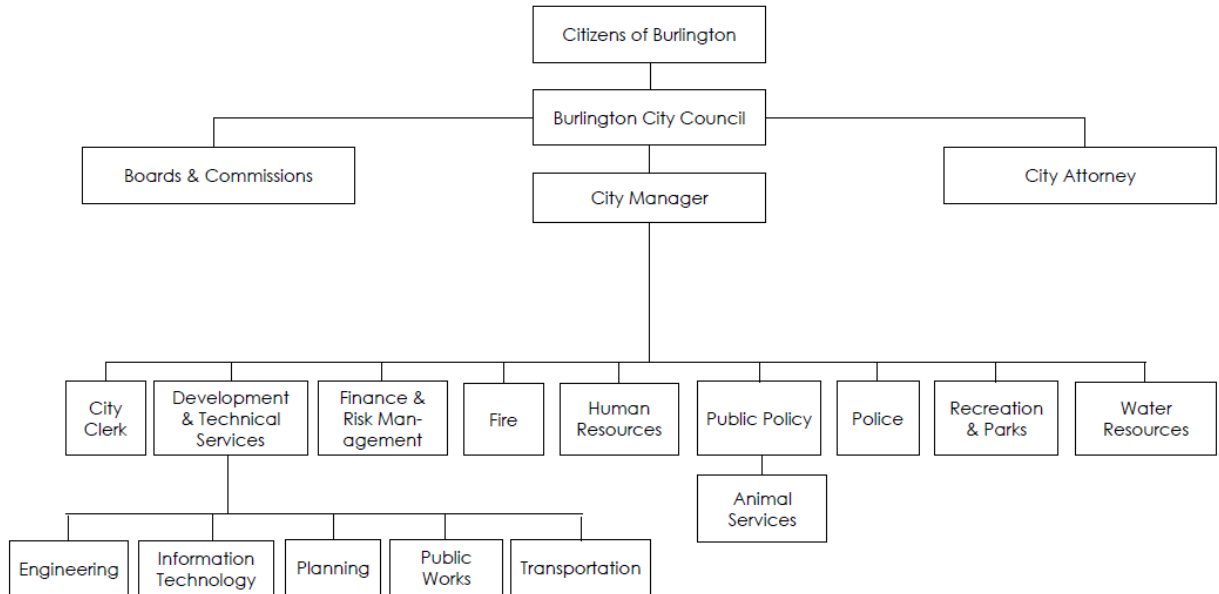 Citizens of Burlington
Burlington City Council
Boards & Commissions
City Attorney
City Manager
City
Clerk
Development
& Technical
Services
Finance &
Risk Man-
agement
Fire
Human
Resources
Public Policy
Police
Recreation
& Parks
Water
Resources
Animal
Services
Engineering
Information
Technology
Planning
Public
Works
Transportation